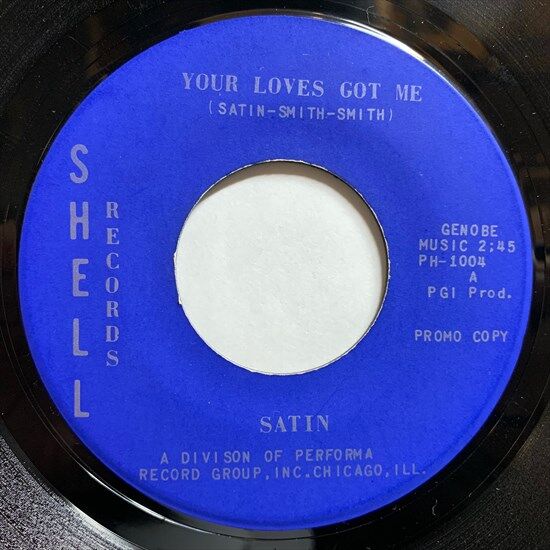 YOUR LOVES GOT ME
(SATIN-SMITH-SMITH)
SHELL
RECORDS
GENOBE
MUSIC 2;45
PH-1004
A
PGI Prod.
PROMO COPY
SATIN
A DIVISON OF PERFORMA
RECORD GROUP,INC.CHICAGO,ILL.